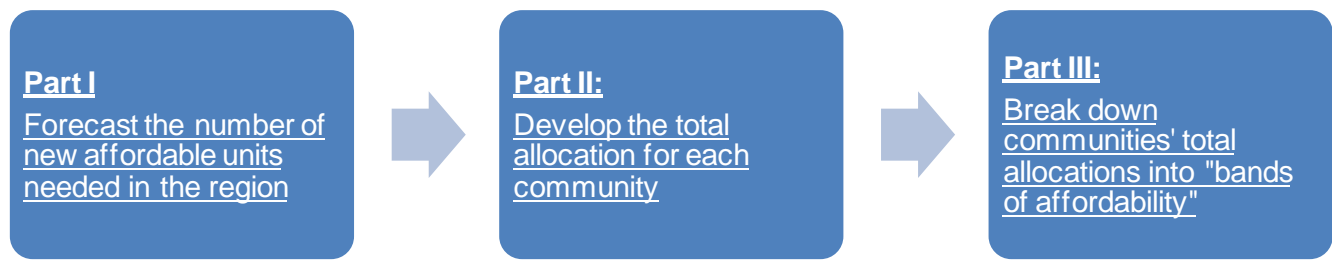 Part I
Forecast the number of
new affordable units
needed in the region
Part II:
Develop the total
allocation for each
community
Part III:
Break down
communities' total
allocations into "bands
of affordability"